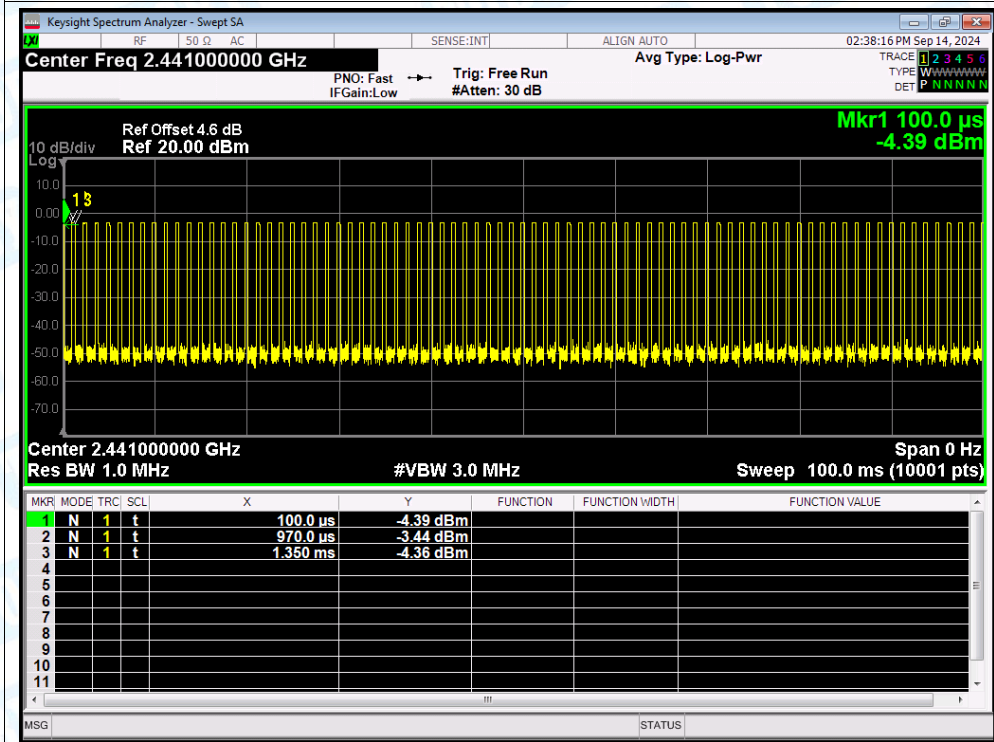 Keysight Spectrum Analyzer - Swept SA
LXI RF 50 Ω AC SENSE:INT ALIGN AUTO 02:38:16 PM Sep 14, 2024
Center Freq 2.441000000 GHz Avg Type: Log-Pwr TRACE 1 2 3 4 5 6
PNO: Fast Trig: Free Run TYPE WWWWWW
IFGain:Low #Atten: 30 dB DET P N N N N N
Mkr1 100.0 µs
-4.39 dBm
Ref Offset 4.6 dB
10 dB/div Ref 20.00 dBm
Log
10.0
1 3
0.00
-10.0
-20.0
-30.0
-40.0
-50.0
-60.0
-70.0
Center 2.441000000 GHz Span 0 Hz
Res BW 1.0 MHz #VBW 3.0 MHz Sweep 100.0 ms (10001 pts)
MKR MODE TRC SCL X Y FUNCTION FUNCTION WIDTH FUNCTION VALUE
1 N 1 t 100.0 µs -4.39 dBm
2 N 1 t 970.0 µs -3.44 dBm
3 N 1 t 1.350 ms -4.36 dBm
4
5
6
7
8
9
10
11
MSG STATUS